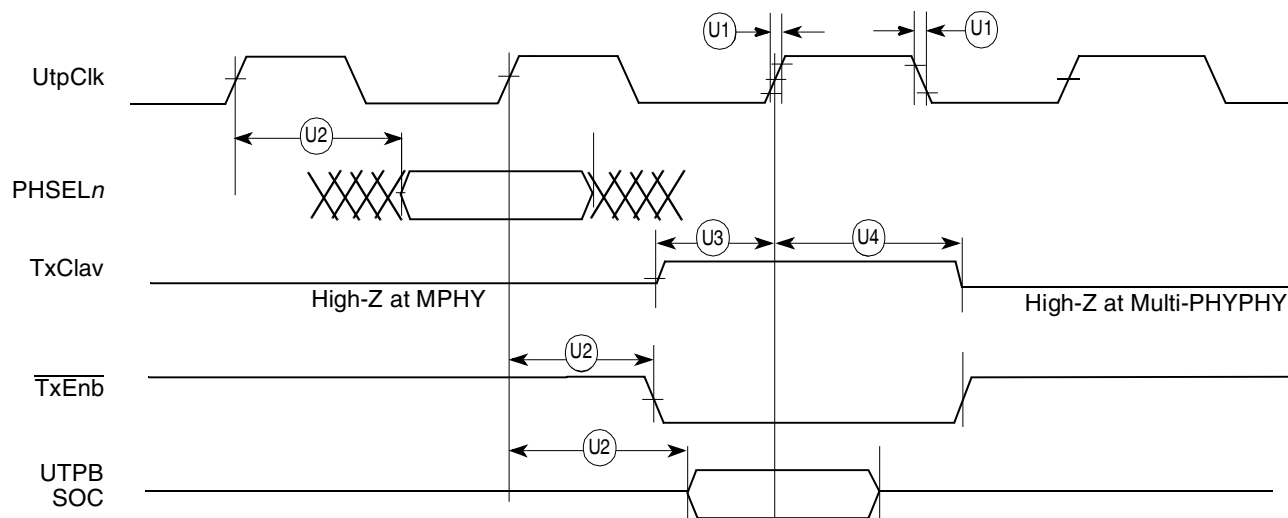 U1
U1
UtpClk
U2
PHSELn
U3
U4
TxClav
High-Z at MPHY
High-Z at Multi-PHYPHY
U2
TxEnb
U2
UTPB
SOC